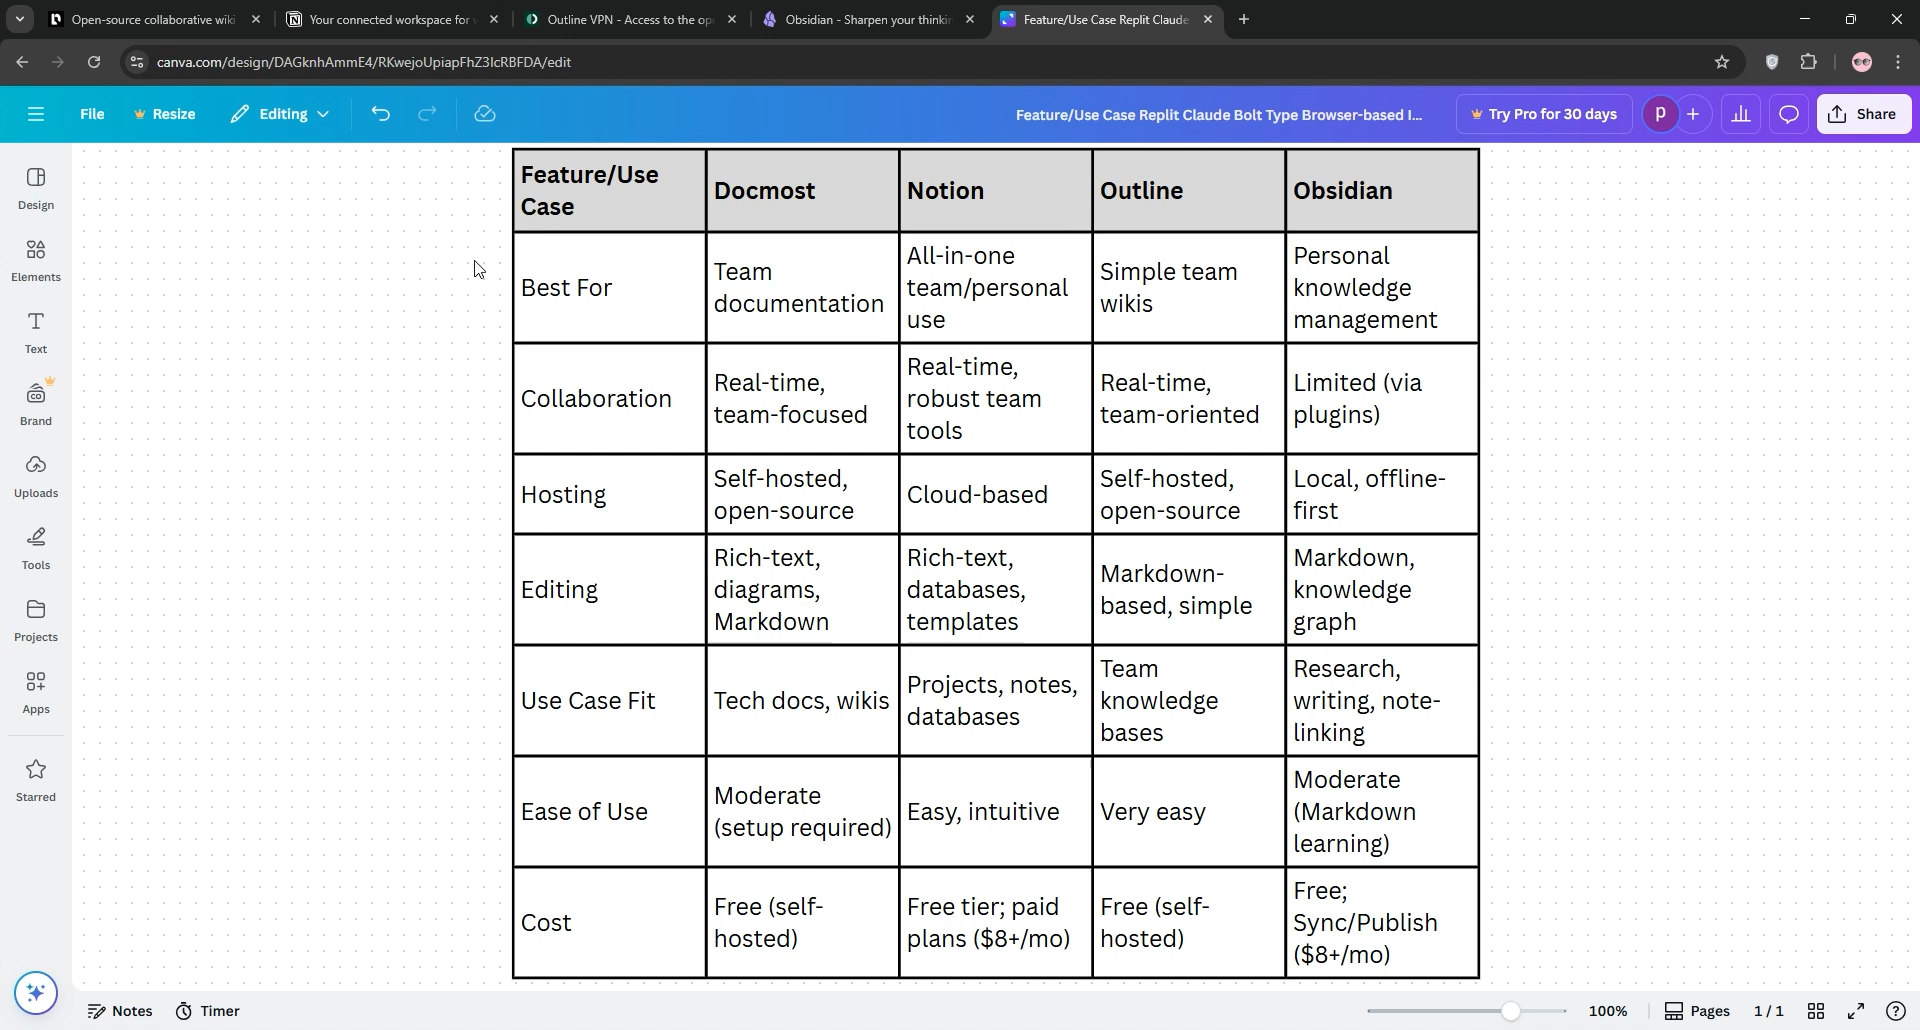 Open-source collaborative wiki
Your connected workspace for w
Outline VPN - Access to the op
Obsidian - Sharpen your thinkin
Feature/Use Case Replit Claude
canva.com/design/DAGknhAmmE4/RKwejoUpiapFhZ3lcRBFDA/edit
File
Resize
Editing
Feature/Use Case Replit Claude Bolt Type Browser-based I...
Try Pro for 30 days
p
Share
Design
Elements
Text
Brand
Uploads
Tools
Projects
Apps
Starred
Feature/Use
Case
Docmost
Notion
Outline
Obsidian
Best For
Team
documentation
All-in-one
team/personal
use
Simple team
wikis
Personal
knowledge
management
Collaboration
Real-time,
team-focused
Real-time,
robust team
tools
Real-time,
team-oriented
Limited (via
plugins)
Hosting
Self-hosted,
open-source
Cloud-based
Self-hosted,
open-source
Local, offline-
first
Editing
Rich-text,
diagrams,
Markdown
Rich-text,
databases,
templates
Markdown-
based, simple
Markdown,
knowledge
graph
Use Case Fit
Tech docs, wikis
Projects, notes,
databases
Team
knowledge
bases
Research,
writing, note-
linking
Ease of Use
Moderate
(setup required)
Easy, intuitive
Very easy
Moderate
(Markdown
learning)
Cost
Free (self-
hosted)
Free tier; paid
plans ($8+/mo)
Free (self-
hosted)
Free;
Sync/Publish
($8+/mo)
Notes
Timer
100%
Pages
1 / 1